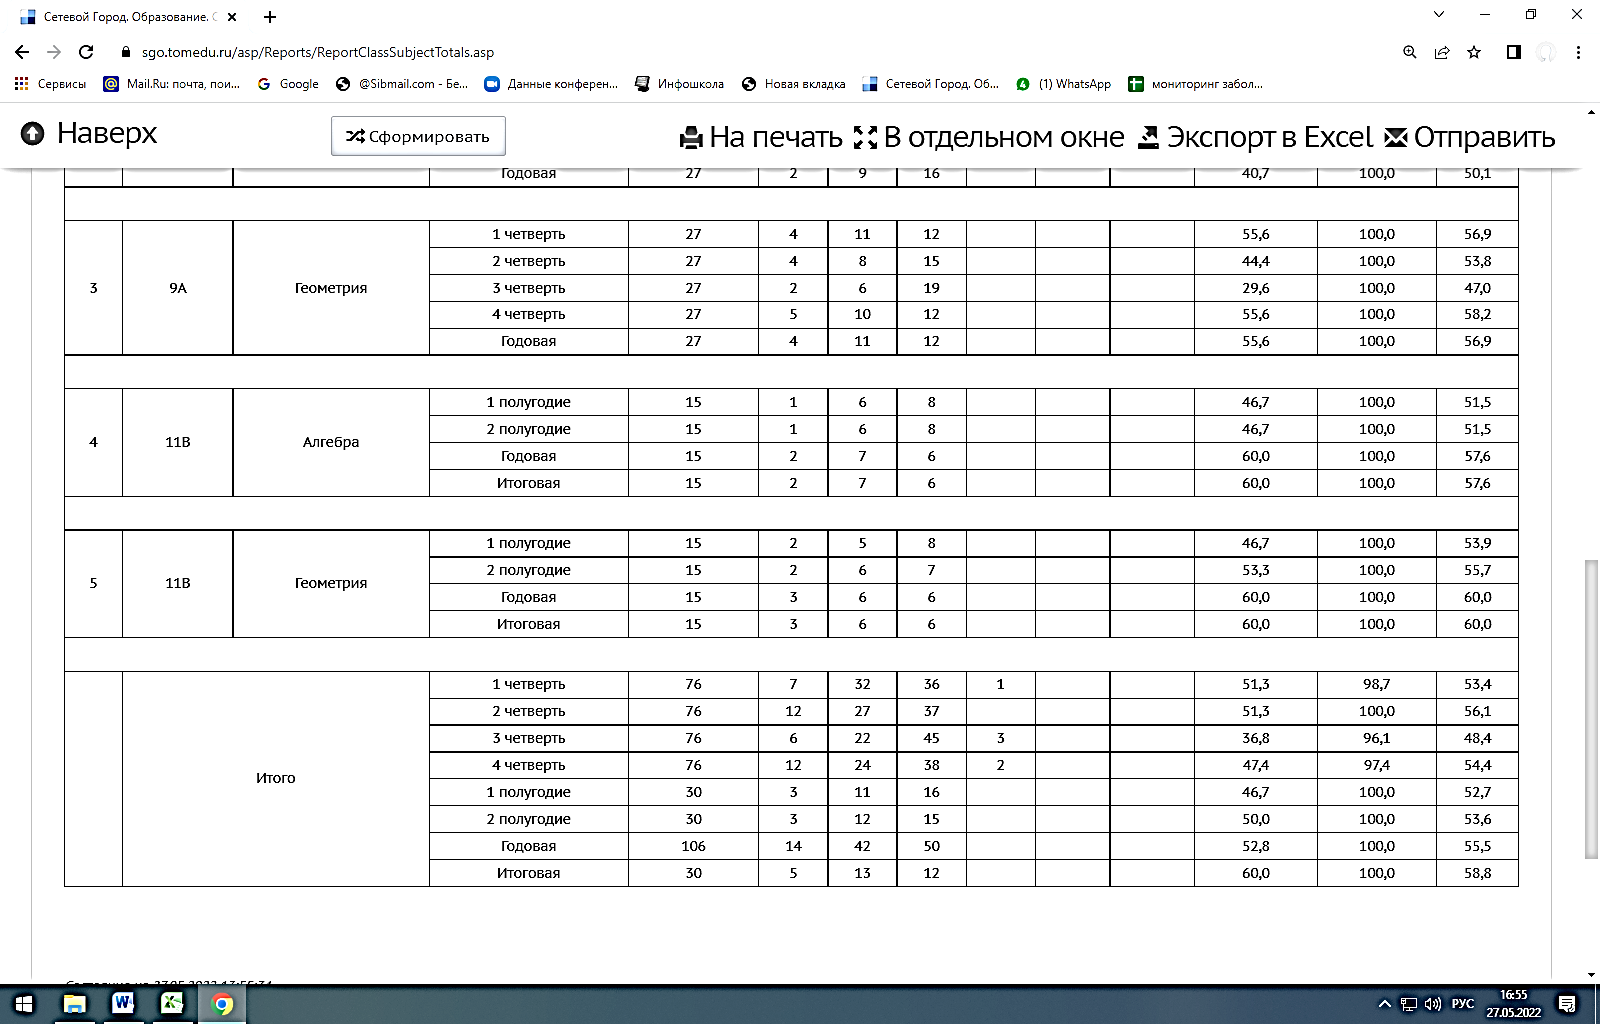 Сетевой Город. Образование.
sgo.tomedu.ru/asp/Reports/ReportClassSubjectTotals.asp
Сервисы Mail.Ru: почта, пои... Google @Sibmail.com - Бе... Данные конферен... Инфошкола Новая вкладка Сетевой Город. Об... (1) WhatsApp мониторинг забол...
Наверх Сформировать На печать В отдельном окне Экспорт в Excel Отправить
Годовая 27 2 9 16 40,7 100,0 50,1
1 четверть 27 4 11 12 55,6 100,0 56,9
2 четверть 27 4 8 15 44,4 100,0 53,8
3 9А Геометрия 3 четверть 27 2 6 19 29,6 100,0 47,0
4 четверть 27 5 10 12 55,6 100,0 58,2
Годовая 27 4 11 12 55,6 100,0 56,9
1 полугодие 15 1 6 8 46,7 100,0 51,5
2 полугодие 15 1 6 8 46,7 100,0 51,5
4 11В Алгебра
Годовая 15 2 7 6 60,0 100,0 57,6
Итоговая 15 2 7 6 60,0 100,0 57,6
1 полугодие 15 2 5 8 46,7 100,0 53,9
2 полугодие 15 2 6 7 53,3 100,0 55,7
5 11В Геометрия
Годовая 15 3 6 6 60,0 100,0 60,0
Итоговая 15 3 6 6 60,0 100,0 60,0
1 четверть 76 7 32 36 1 51,3 98,7 53,4
2 четверть 76 12 27 37 51,3 100,0 56,1
3 четверть 76 6 22 45 3 36,8 96,1 48,4
4 четверть 76 12 24 38 2 47,4 97,4 54,4
Итого
1 полугодие 30 3 11 16 46,7 100,0 52,7
2 полугодие 30 3 12 15 50,0 100,0 53,6
Годовая 106 14 42 50 52,8 100,0 55,5
Итоговая 30 5 13 12 60,0 100,0 58,8
РУС 16:55
27.05.2022